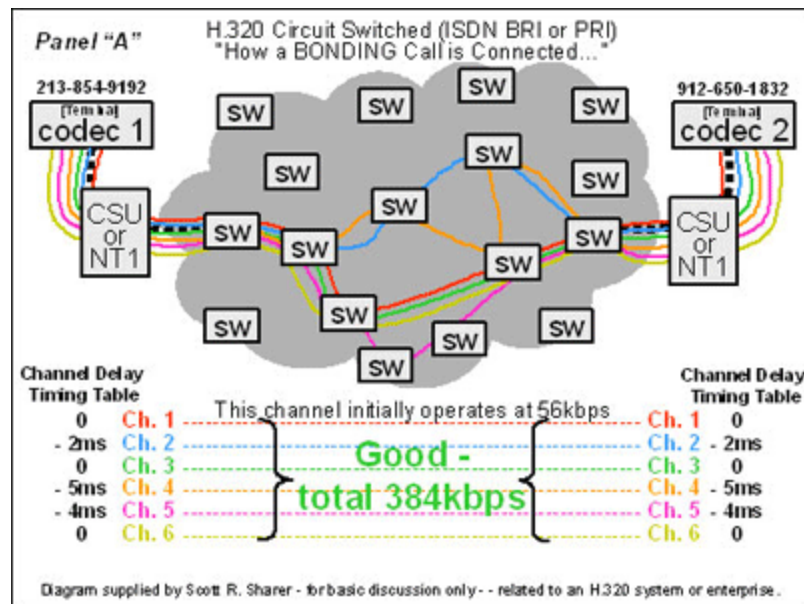 Panel "A"
H.320 Circuit Switched (ISDN BRI or PRI)
"How a BONDING Call is Connected..."
213-854-9192
[Terminal]
codec 1
912-650-1832
[Terminal]
codec 2
SW
SW
SW
SW
SW
SW
SW
SW
CSU
or
NT1
SW
SW
SW
SW
SW
SW
SW
SW
SW
CSU
or
NT1
Channel Delay
Timing Table
0 Ch. 1
- 2ms Ch. 2
0 Ch. 3
- 5ms Ch. 4
- 4ms Ch. 5
0 Ch. 6
This channel initially operates at 56kbps
Good -
total 384kbps
Channel Delay
Timing Table
Ch. 1 0
Ch. 2 - 2ms
Ch. 3 0
Ch. 4 - 5ms
Ch. 5 - 4ms
Ch. 6 0
Diagram supplied by Scott R. Sharer - for basic discussion only - - related to an H.320 system or enterprise.